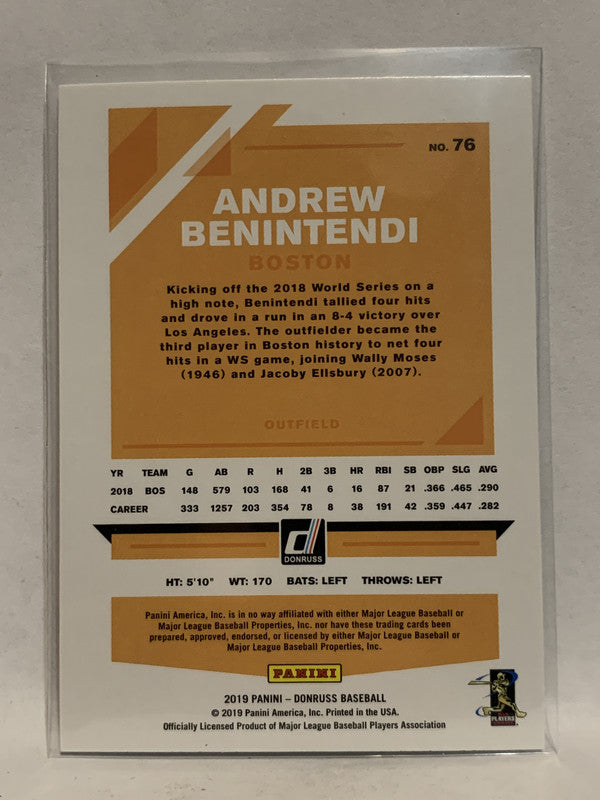 NO. 76
ANDREW
BENINTENDI
BOSTON
Kicking off the 2018 World Series on a
high note, Benintendi tallied four hits
and drove in a run in an 8-4 victory over
Los Angeles. The outfielder became the
third player in Boston history to net four
hits in a WS game, joining Wally Moses
(1946) and Jacoby Ellsbury (2007).
OUTFIELD
YR TEAM G AB R H 2B 3B HR RBI SB OBP SLG AVG
2018 BOS 148 579 103 168 41 6 16 87 21 .366 .465 .290
CAREER 333 1257 203 354 78 8 38 191 42 .359 .447 .282
d
DONRUSS
HT: 5'10" WT: 170 BATS: LEFT THROWS: LEFT
Panini America, Inc. is in no way affiliated with either Major League Baseball or
Major League Baseball Properties, Inc. nor have these trading cards been
prepared, approved, endorsed, or licensed by either Major League Baseball or
Major League Baseball Properties, Inc.
PANINI
2019 PANINI – DONRUSS BASEBALL
© 2019 Panini America, Inc. Printed in the USA.
Officially Licensed Product of Major League Baseball Players Association
PLAYERS